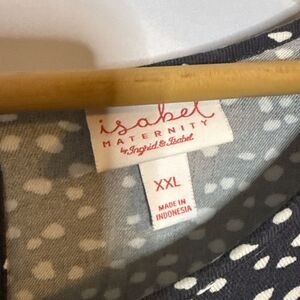 isabel
MATERNITY
by Ingrid & Isabel
XXL
MADE IN
INDONESIA